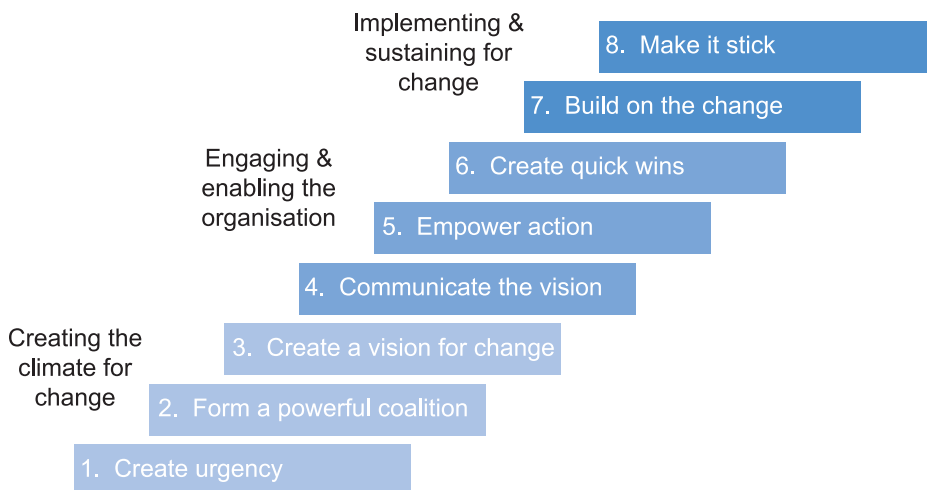 Implementing &
sustaining for
change
8. Make it stick
7. Build on the change
Engaging &
enabling the
organisation
6. Create quick wins
5. Empower action
4. Communicate the vision
Creating the
climate for
change
3. Create a vision for change
2. Form a powerful coalition
1. Create urgency